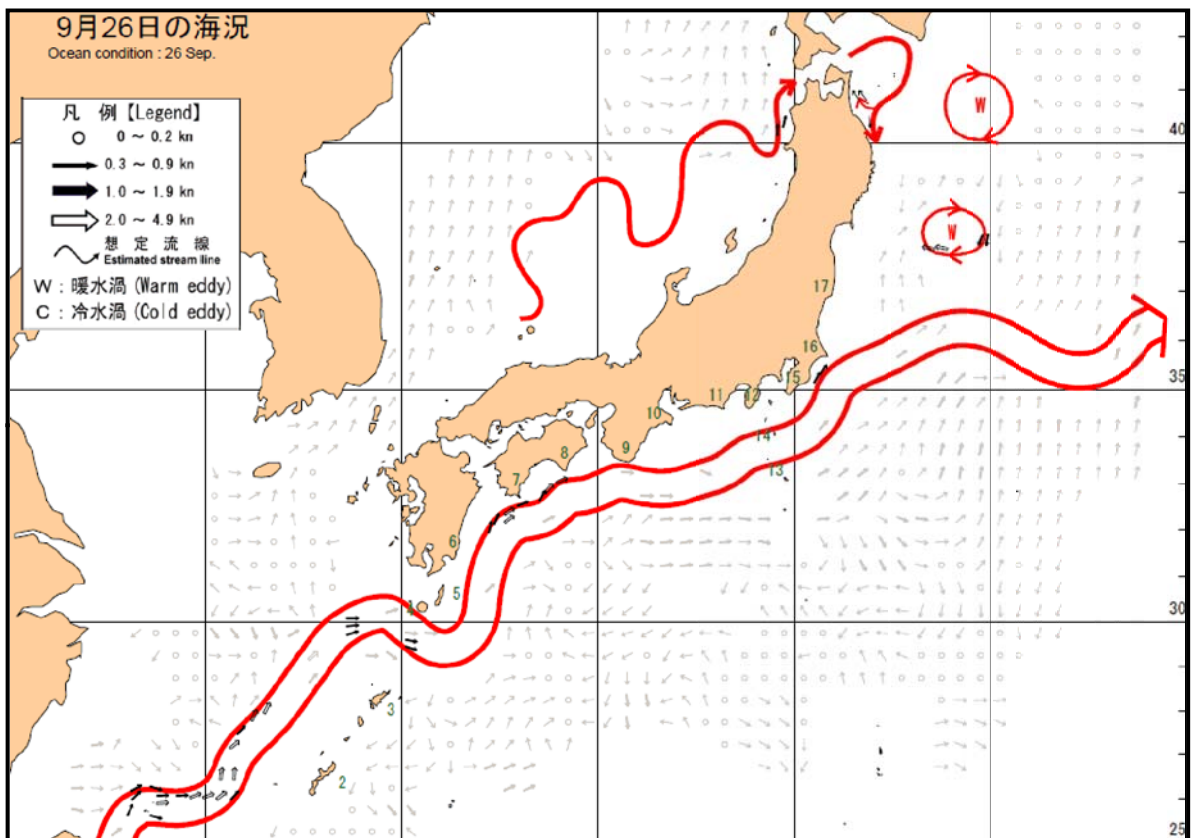 9月26日の海況
Ocean condition : 26 Sep.
凡 例【Legend】
0 ～ 0.2 kn
0.3 ～ 0.9 kn
1.0 ～ 1.9 kn
2.0 ～ 4.9 kn
想 定 流 線
Estimated stream line
W : 暖水渦 (Warm eddy)
C : 冷水渦 (Cold eddy)
W
40
W
17
16
35
15
12
11
10
14
9
8
13
7
6
5
30
3
2
25